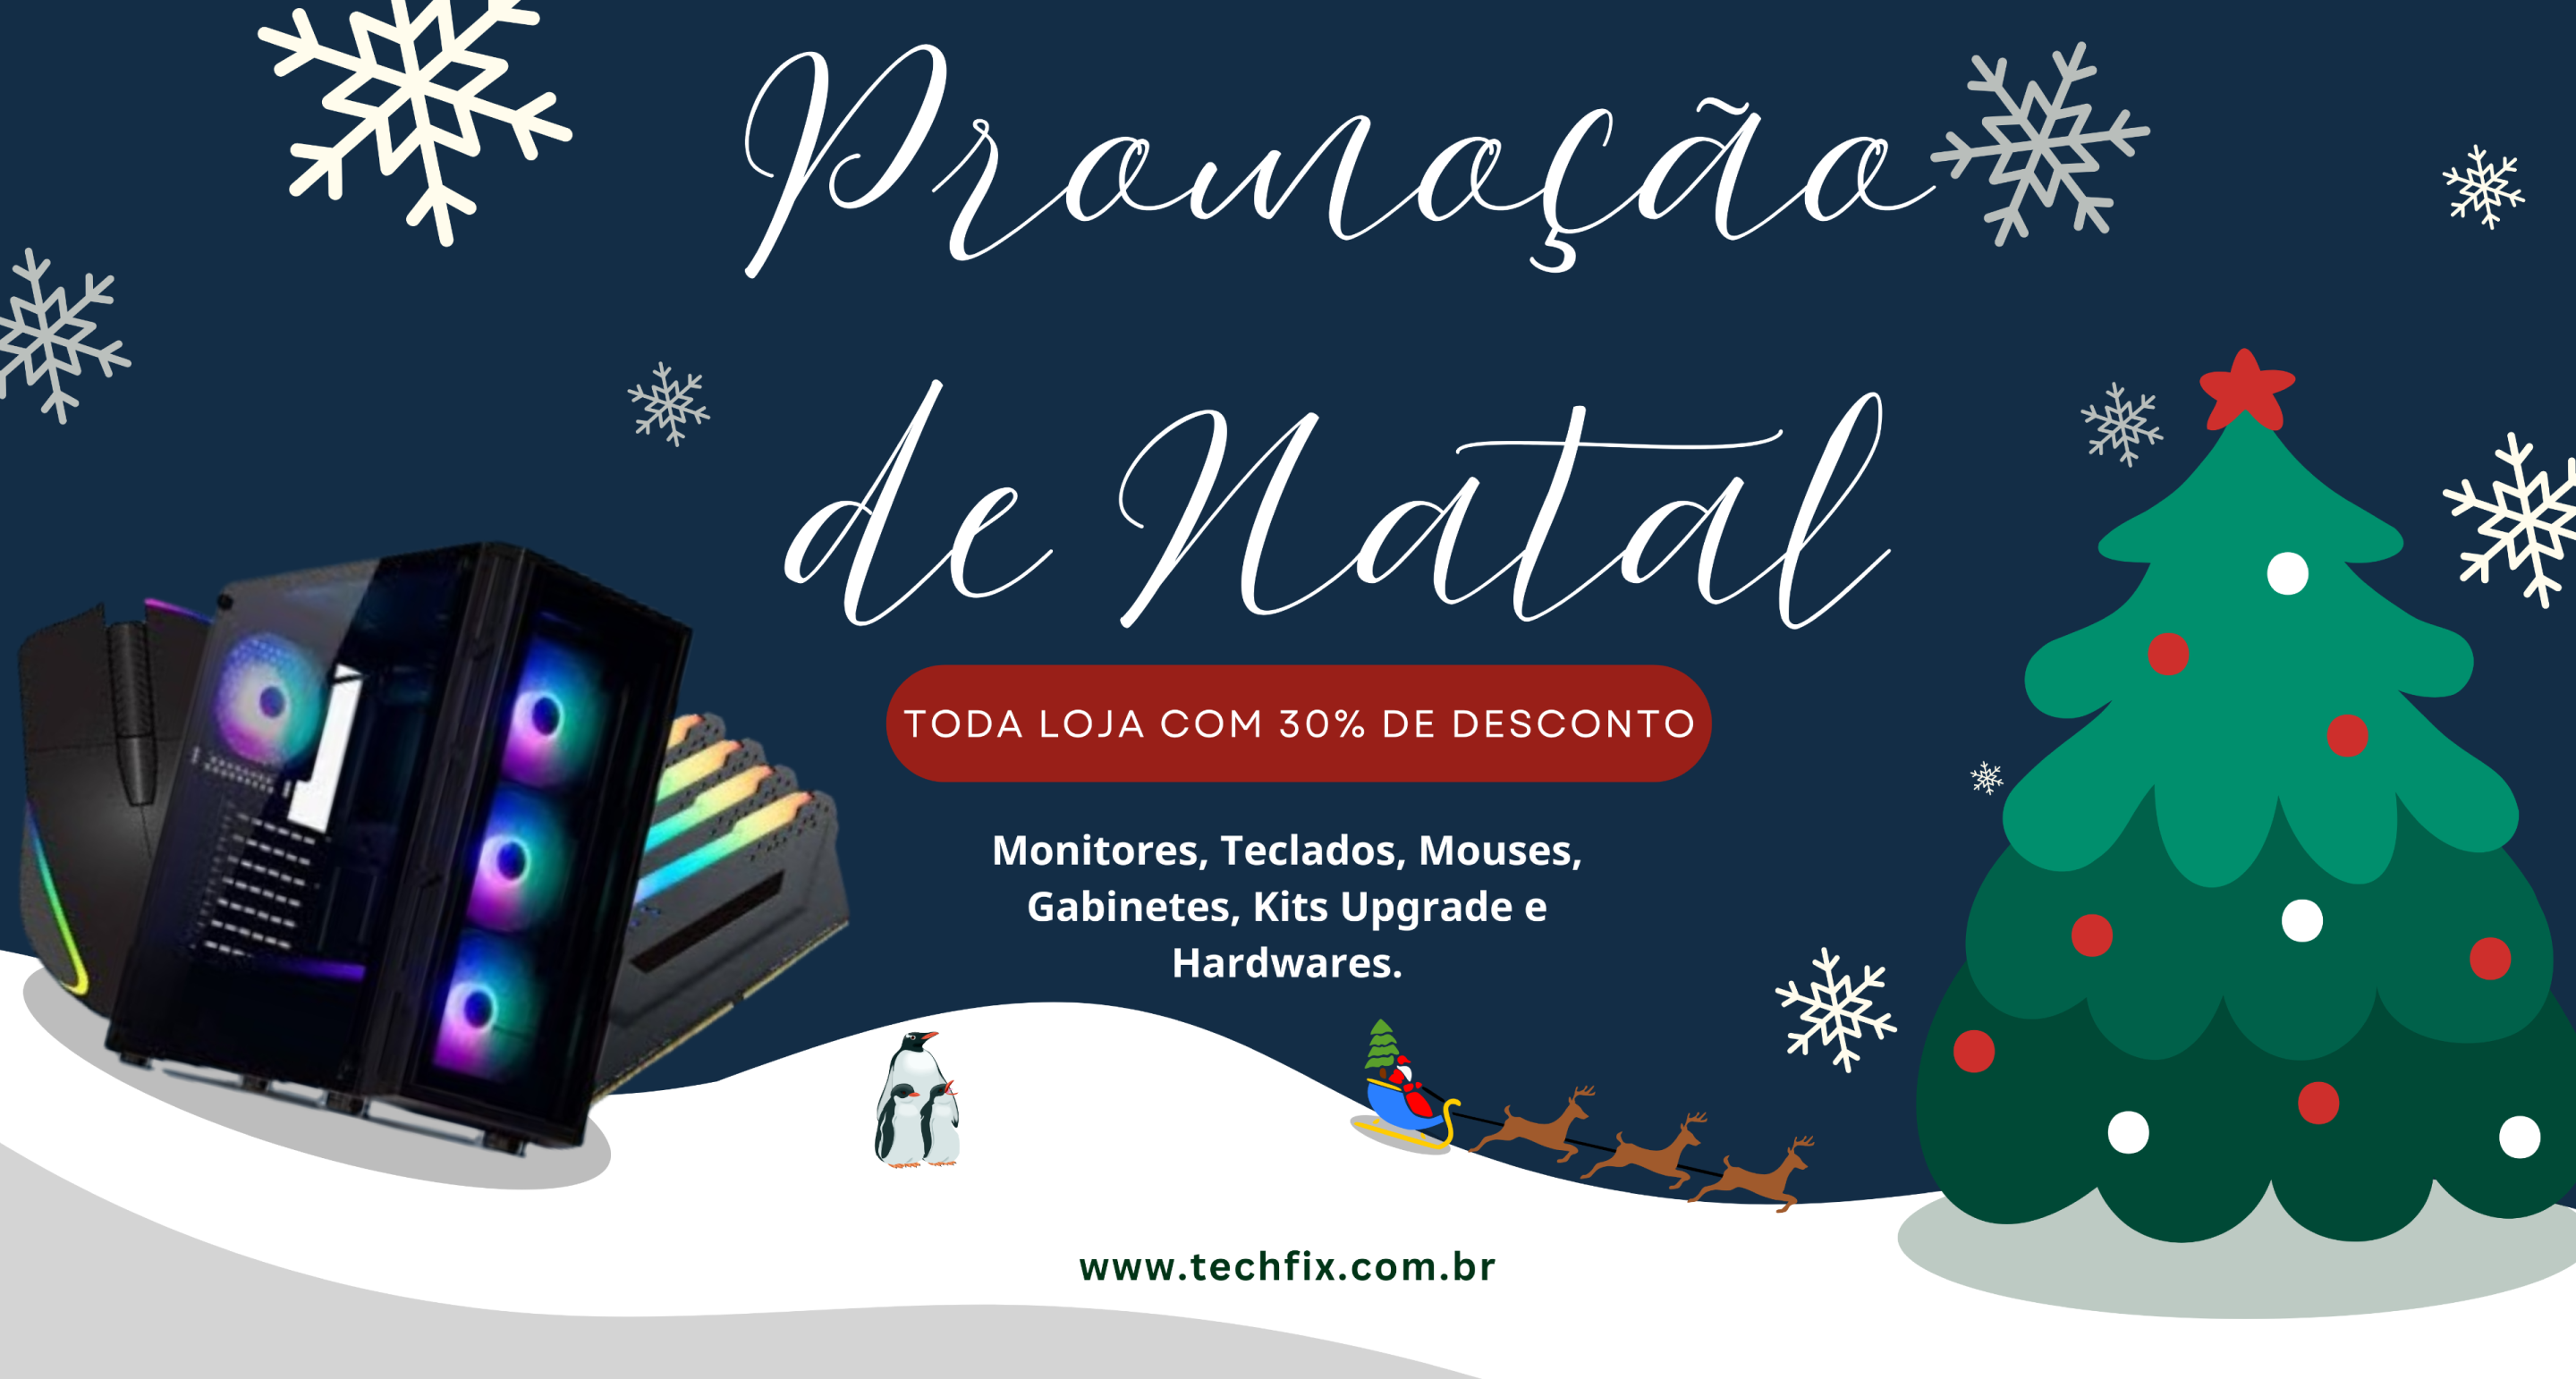 Promoção
de Natal
TODA LOJA COM 30% DE DESCONTO
Monitores, Teclados, Mouses,
Gabinetes, Kits Upgrade e
Hardwares.
www.techfix.com.br